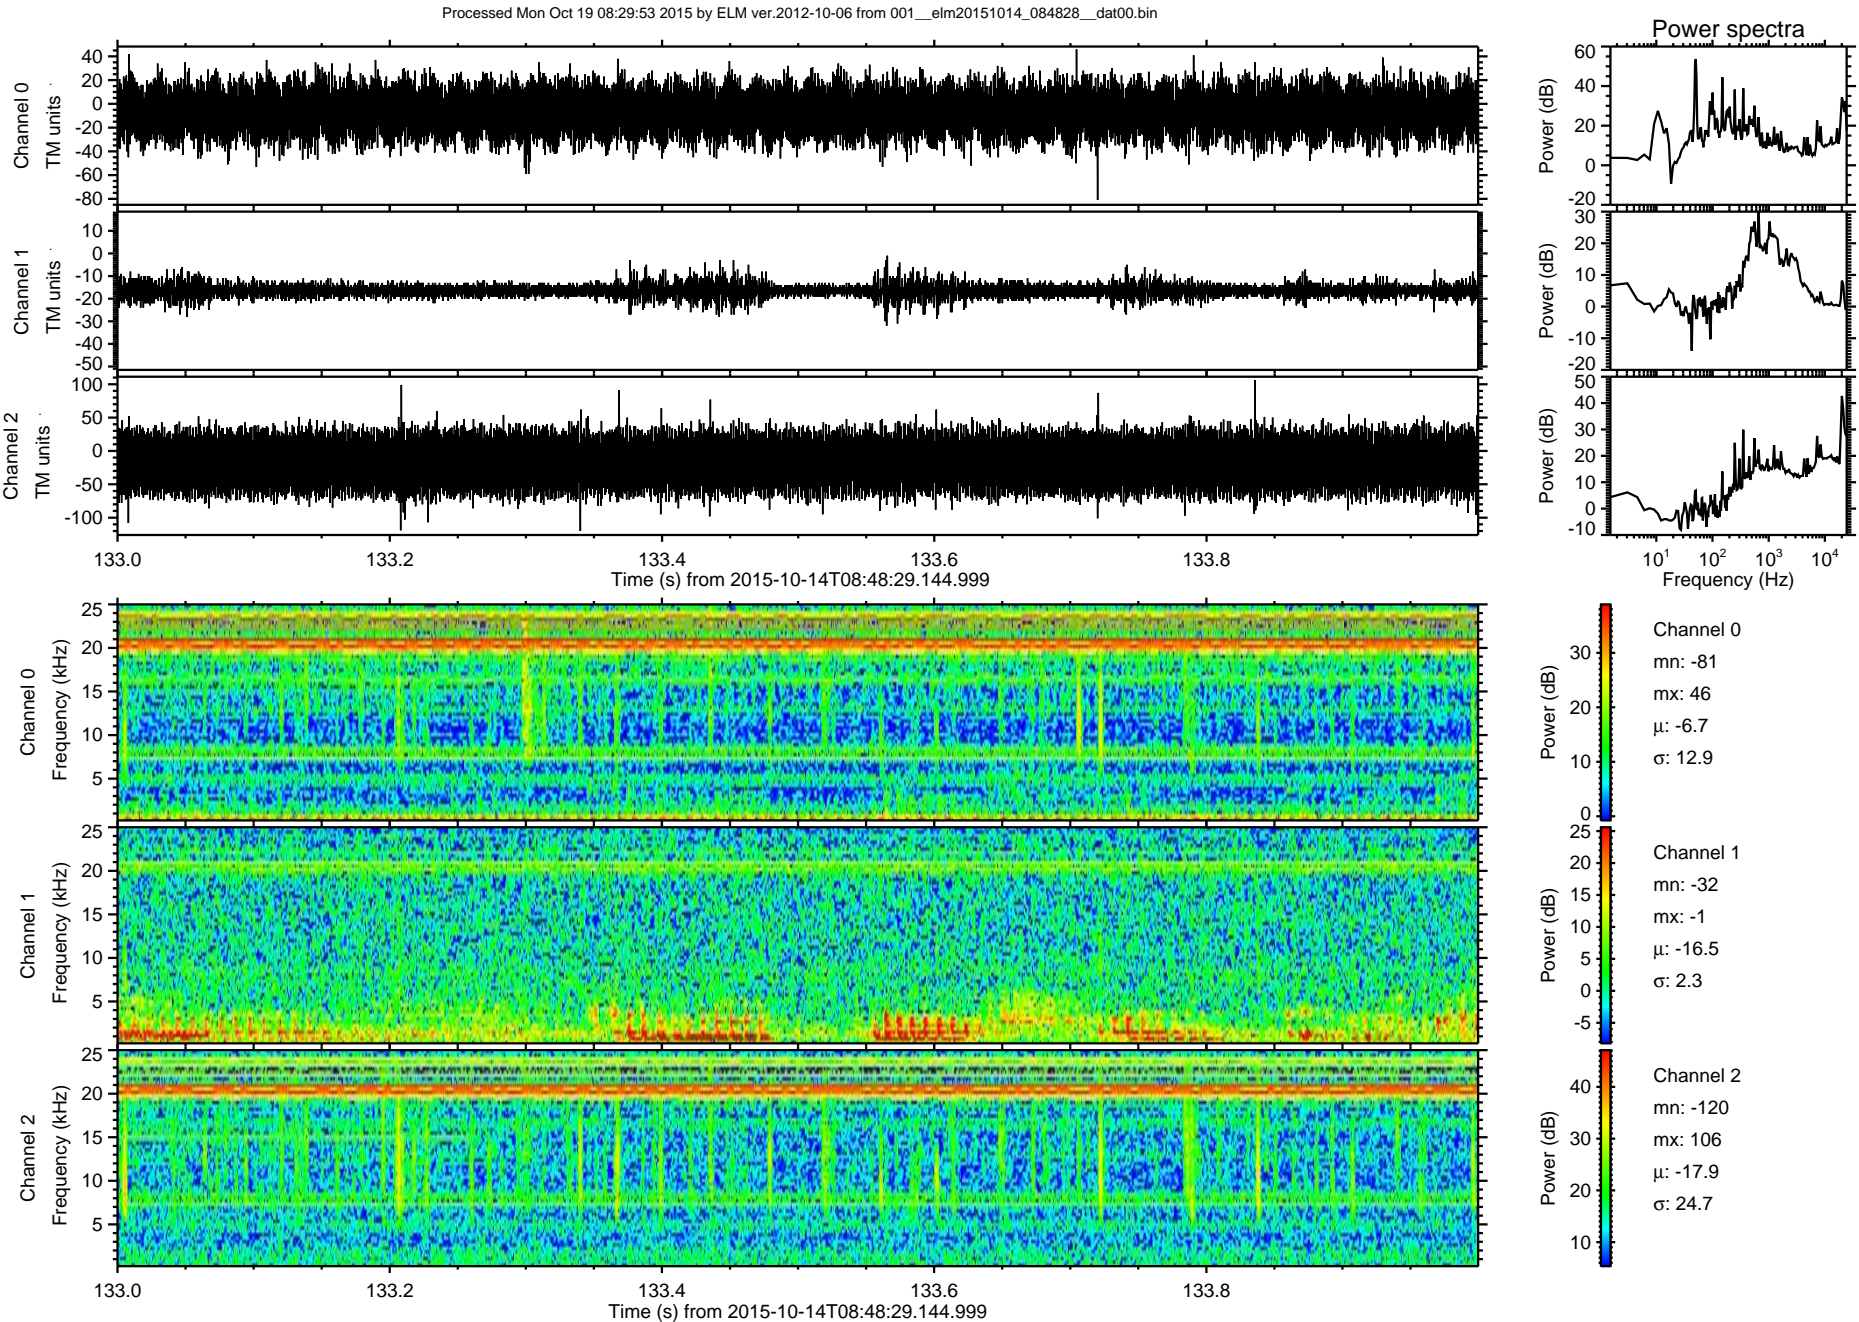 Processed Mon Oct 19 08:29:53 2015 by ELM ver.2012-10-06 from 001__elm20151014_084828__dat00.bin
Power spectra
Channel 0
TM units
40
20
0
-20
-40
-60
-80
Power (dB)
60
40
20
0
-20
Channel 1
TM units
10
0
-10
-20
-30
-40
-50
Power (dB)
30
20
10
0
-10
-20
Channel 2
TM units
100
50
0
-50
-100
Power (dB)
50
40
30
20
10
0
-10
133.0 133.2 133.4 133.6 133.8
Time (s) from 2015-10-14T08:48:29.144.999
10¹ 10² 10³ 10⁴
Frequency (Hz)
Channel 0
Frequency (kHz)
25
20
15
10
5
Power (dB)
30
20
10
0
Channel 0
mn: -81
mx: 46
μ: -6.7
σ: 12.9
Channel 1
Frequency (kHz)
25
20
15
10
5
Power (dB)
25
20
15
10
5
0
-5
Channel 1
mn: -32
mx: -1
μ: -16.5
σ: 2.3
Channel 2
Frequency (kHz)
25
20
15
10
5
Power (dB)
40
30
20
10
Channel 2
mn: -120
mx: 106
μ: -17.9
σ: 24.7
133.0 133.2 133.4 133.6 133.8
Time (s) from 2015-10-14T08:48:29.144.999